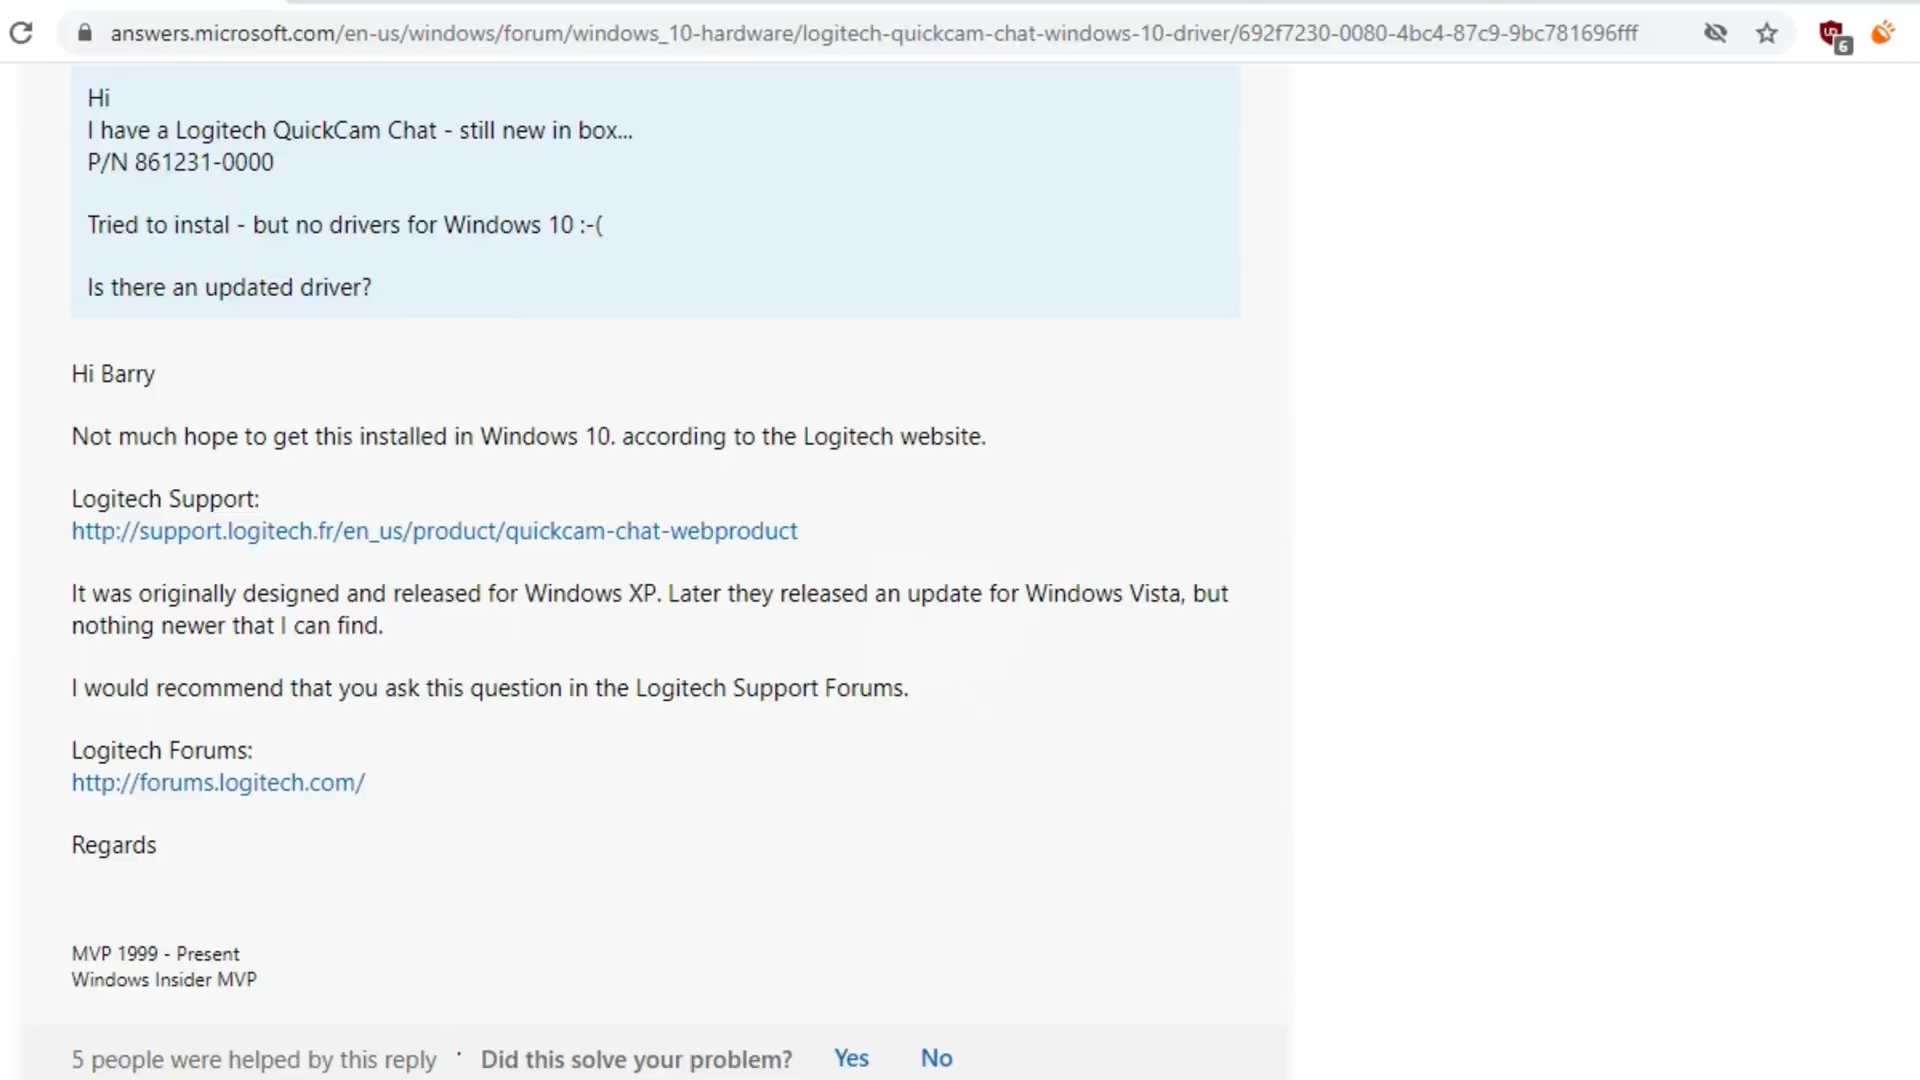 answers.microsoft.com/en-us/windows/forum/windows_10-hardware/logitech-quickcam-chat-windows-10-driver/692f7230-0080-4bc4-87c9-9bc781696fff
6
Hi
I have a Logitech QuickCam Chat - still new in box...
P/N 861231-0000
Tried to instal - but no drivers for Windows 10 :-(
Is there an updated driver?
Hi Barry
Not much hope to get this installed in Windows 10. according to the Logitech website.
Logitech Support:
http://support.logitech.fr/en_us/product/quickcam-chat-webproduct
It was originally designed and released for Windows XP. Later they released an update for Windows Vista, but
nothing newer that I can find.
I would recommend that you ask this question in the Logitech Support Forums.
Logitech Forums:
http://forums.logitech.com/
Regards
MVP 1999 - Present
Windows Insider MVP
5 people were helped by this reply · Did this solve your problem? Yes No